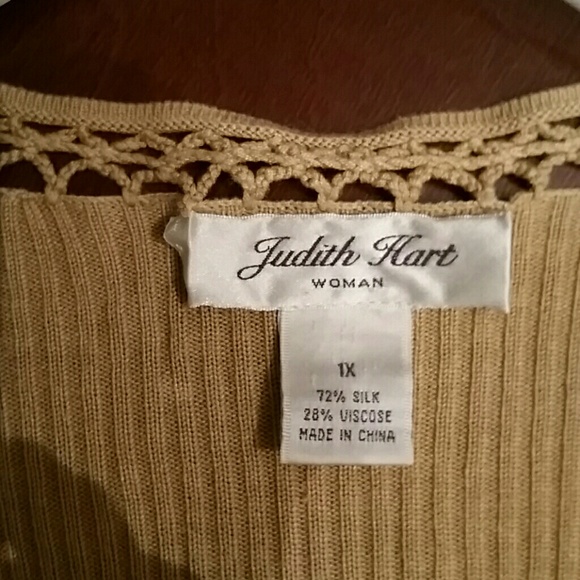 Judith Hart
WOMAN
1X
72% SILK
28% VISCOSE
MADE IN CHINA